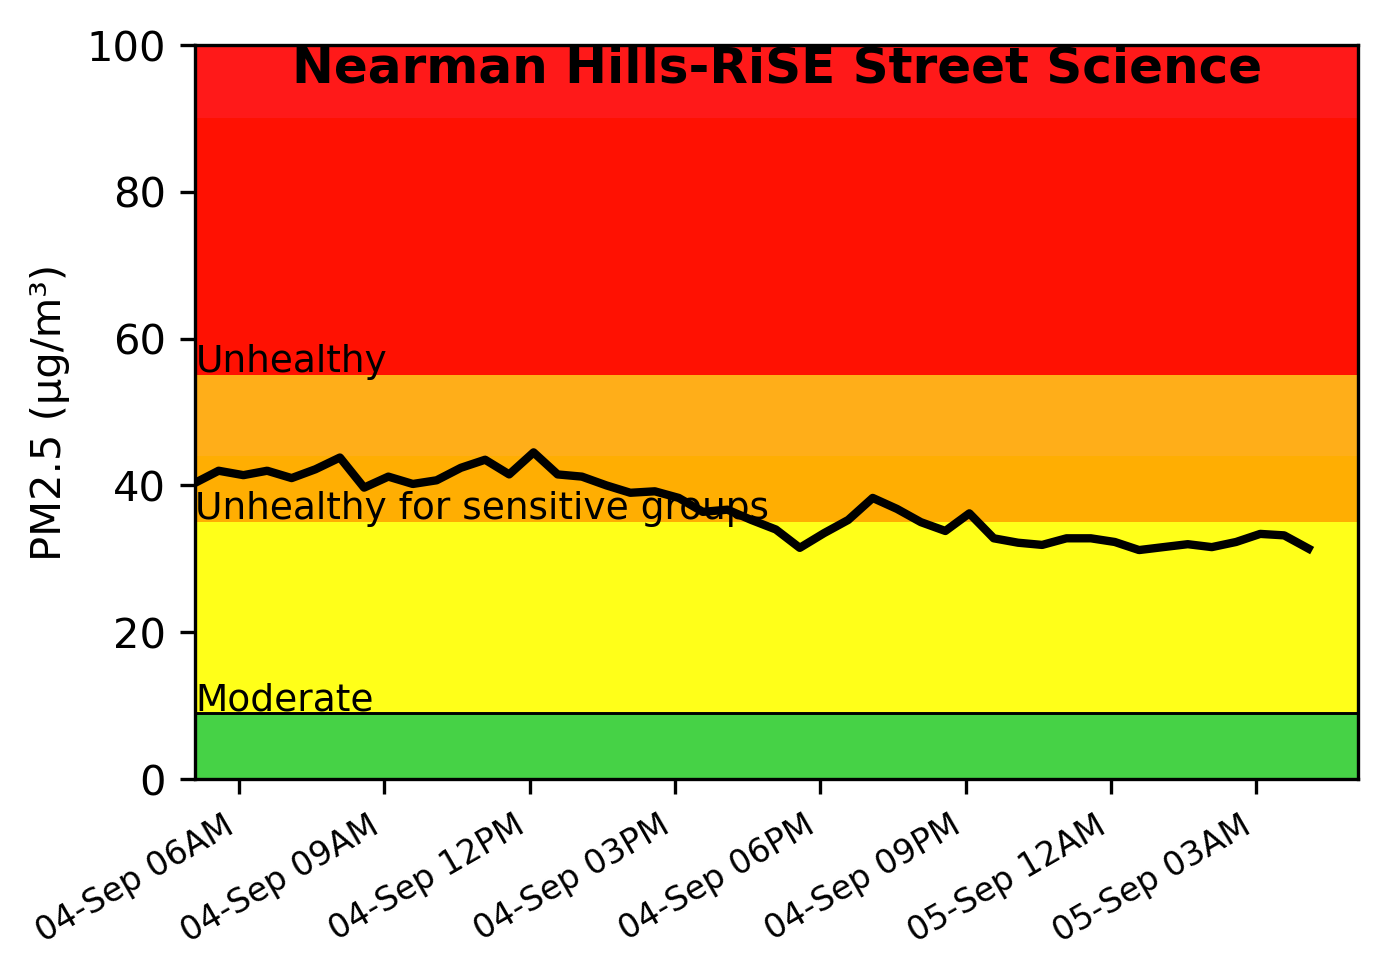 Nearman Hills-RiSE Street Science
100
80
60
40
20
0
PM2.5 (µg/m³)
Unhealthy
Unhealthy for sensitive groups
Moderate
04-Sep 06AM
04-Sep 09AM
04-Sep 12PM
04-Sep 03PM
04-Sep 06PM
04-Sep 09PM
05-Sep 12AM
05-Sep 03AM